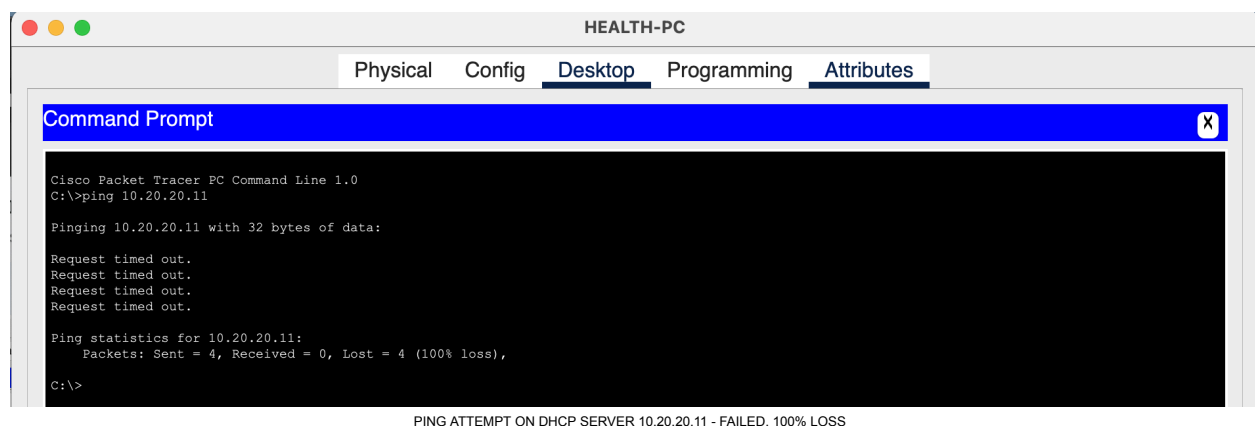 HEALTH-PC
Physical Config Desktop Programming Attributes
Command Prompt
X
Cisco Packet Tracer PC Command Line 1.0
C:\>ping 10.20.20.11
Pinging 10.20.20.11 with 32 bytes of data:
Request timed out.
Request timed out.
Request timed out.
Request timed out.
Ping statistics for 10.20.20.11:
Packets: Sent = 4, Received = 0, Lost = 4 (100% loss),
C:\>
PING ATTEMPT ON DHCP SERVER 10.20.20.11 - FAILED, 100% LOSS